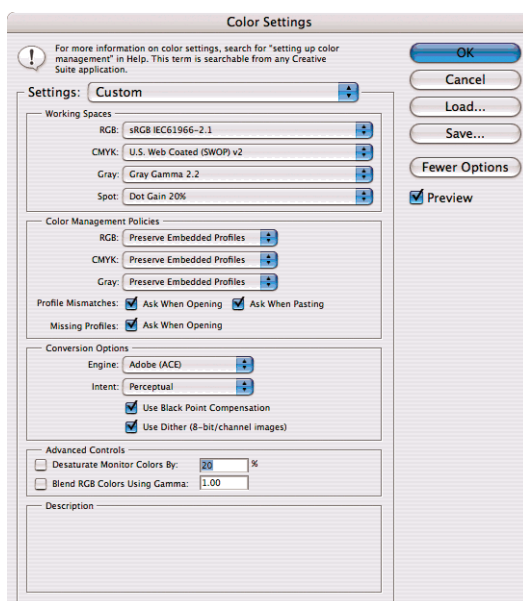 Color Settings
For more information on color settings, search for "setting up color
management" in Help. This term is searchable from any Creative
Suite application.
Settings: Custom
Working Spaces
RGB: sRGB IEC61966-2.1
CMYK: U.S. Web Coated (SWOP) v2
Gray: Gray Gamma 2.2
Spot: Dot Gain 20%
Color Management Policies
RGB: Preserve Embedded Profiles
CMYK: Preserve Embedded Profiles
Gray: Preserve Embedded Profiles
Profile Mismatches: Ask When Opening Ask When Pasting
Missing Profiles: Ask When Opening
Conversion Options
Engine: Adobe (ACE)
Intent: Perceptual
Use Black Point Compensation
Use Dither (8-bit/channel images)
Advanced Controls
Desaturate Monitor Colors By: 20 %
Blend RGB Colors Using Gamma: 1.00
Description
OK
Cancel
Load...
Save...
Fewer Options
Preview